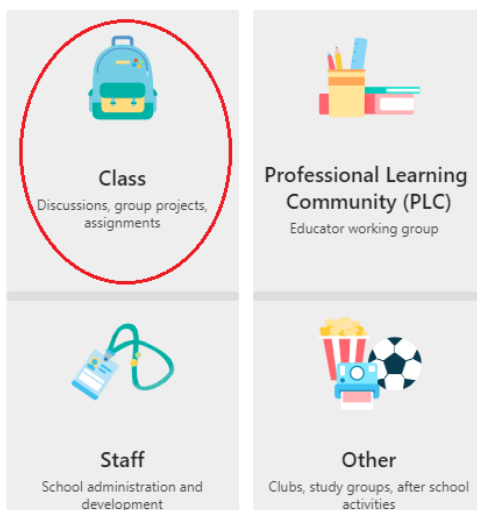 Class
Discussions, group projects,
assignments
Professional Learning
Community (PLC)
Educator working group
Staff
School administration and
development
Other
Clubs, study groups, after school
activities